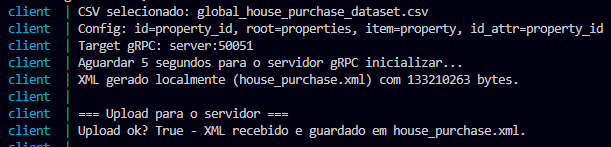 client | CSV selecionado: global_house_purchase_dataset.csv
client | Config: id=property_id, root=properties, item=property, id_attr=property_id
client | Target gRPC: server:50051
client | Aguardar 5 segundos para o servidor gRPC inicializar...
client | XML gerado localmente (house_purchase.xml) com 133210263 bytes.
client |
client | === Upload para o servidor ===
client | Upload ok? True - XML recebido e guardado em house_purchase.xml.